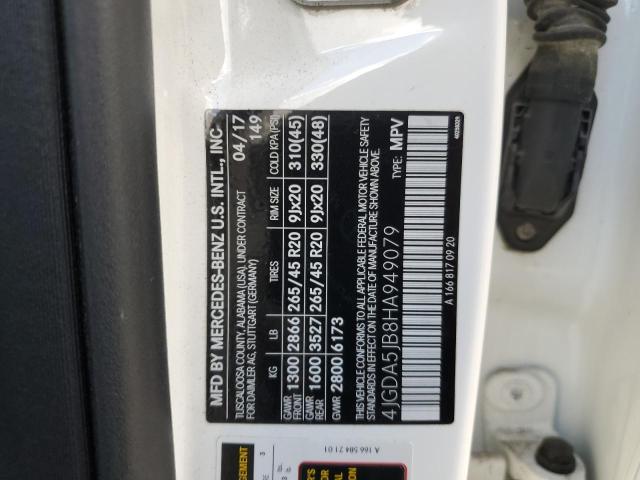 MFD BY MERCEDES-BENZ U.S. INTL., INC.
TUSCALOOSA COUNTY, ALABAMA (USA) UNDER CONTRACT 04/17
FOR DAIMLER AG, STUTTGART (GERMANY) 149
KG LB TIRES RIM SIZE COLD KPA (PSI)
GAWR FRONT 1300 2866 265/45 R20 9Jx20 310(45)
GAWR REAR 1600 3527 265/45 R20 9Jx20 330(48)
GWR 2800/6173
THIS VEHICLE CONFORMS TO ALL APPLICABLE FEDERAL MOTOR VEHICLE SAFETY
STANDARDS IN EFFECT ON THE DATE OF MANUFACTURE SHOWN ABOVE.
4JGDA5JB8HA949079 TYPE: MPV
A 166 817 09 20
A 166 584 71 01